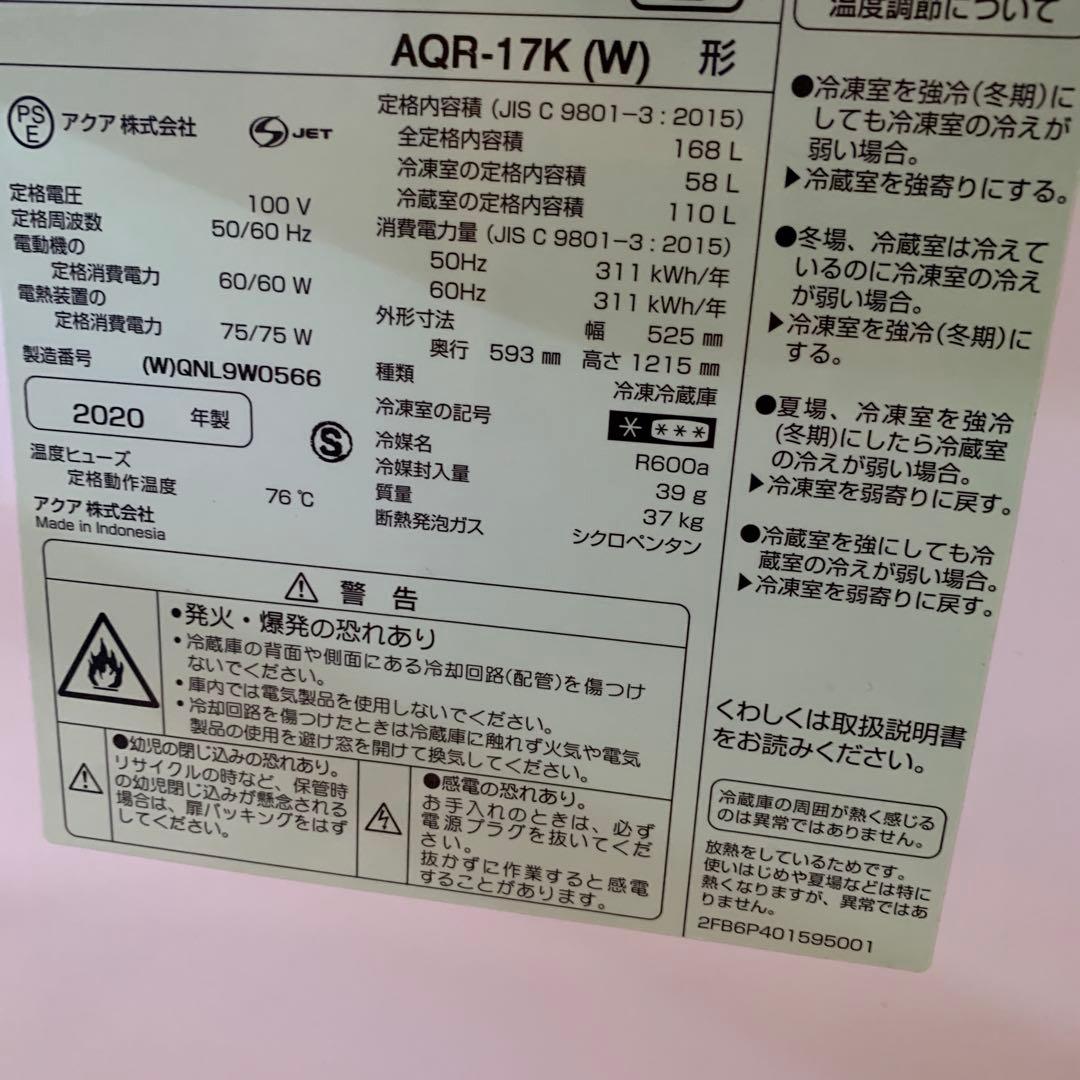 AQR-17K (W) 形
PS
E
アクア 株式会社
JET
定格電圧 100 V
定格周波数 50/60 Hz
電動機の
定格消費電力 60/60 W
電熱装置の
定格消費電力 75/75 W
製造番号 (W)QNL9W0566
2020 年製
S
温度ヒューズ
定格動作温度 76 ℃
アクア 株式会社
Made in Indonesia
定格内容積 (JIS C 9801-3 : 2015)
全定格内容積 168 L
冷凍室の定格内容積 58 L
冷蔵室の定格内容積 110 L
消費電力量 (JIS C 9801-3 : 2015)
50Hz 311 kWh/年
60Hz 311 kWh/年
外形寸法 幅 525 ㎜
奥行 593 ㎜ 高さ 1215 ㎜
種類 冷凍冷蔵庫
冷凍室の記号 * ***
冷媒名 R600a
冷媒封入量 39 g
質量 37 kg
断熱発泡ガス シクロペンタン
警 告
•発火・爆発の恐れあり
•冷蔵庫の背面や側面にある冷却回路(配管)を傷つけ
ないでください。
•庫内では電気製品を使用しないでください。
•冷却回路を傷つけたときは冷蔵庫に触れず火気や電気
製品の使用を避け窓を開けて換気してください。
●幼児の閉じ込みの恐れあり。
リサイクルの時など、保管時
の幼児閉じ込みが懸念される
場合は、扉パッキングをはず
してください。
●感電の恐れあり。
お手入れのときは、必ず
電源プラグを抜いてくだ
さい。
抜かずに作業すると感電
することがあります。
温度調節について
●冷凍室を強冷(冬期)に
しても冷凍室の冷えが
弱い場合。
▶冷蔵室を強寄りにする。
●冬場、冷蔵室は冷えて
いるのに冷凍室の冷え
が弱い場合。
▶冷凍室を強冷(冬期)に
する。
●夏場、冷凍室を強冷
(冬期)にしたら冷蔵室
の冷えが弱い場合。
▶冷凍室を弱寄りに戻す。
●冷蔵室を強にしても冷
蔵室の冷えが弱い場合。
▶冷凍室を弱寄りに戻す。
くわしくは取扱説明書
をお読みください。
冷蔵庫の周囲が熱く感じる
のは異常ではありません。
放熱をしているためです。
使いはじめや夏場などは特に
熱くなりますが、異常ではあ
りません。
2FB6P401595001